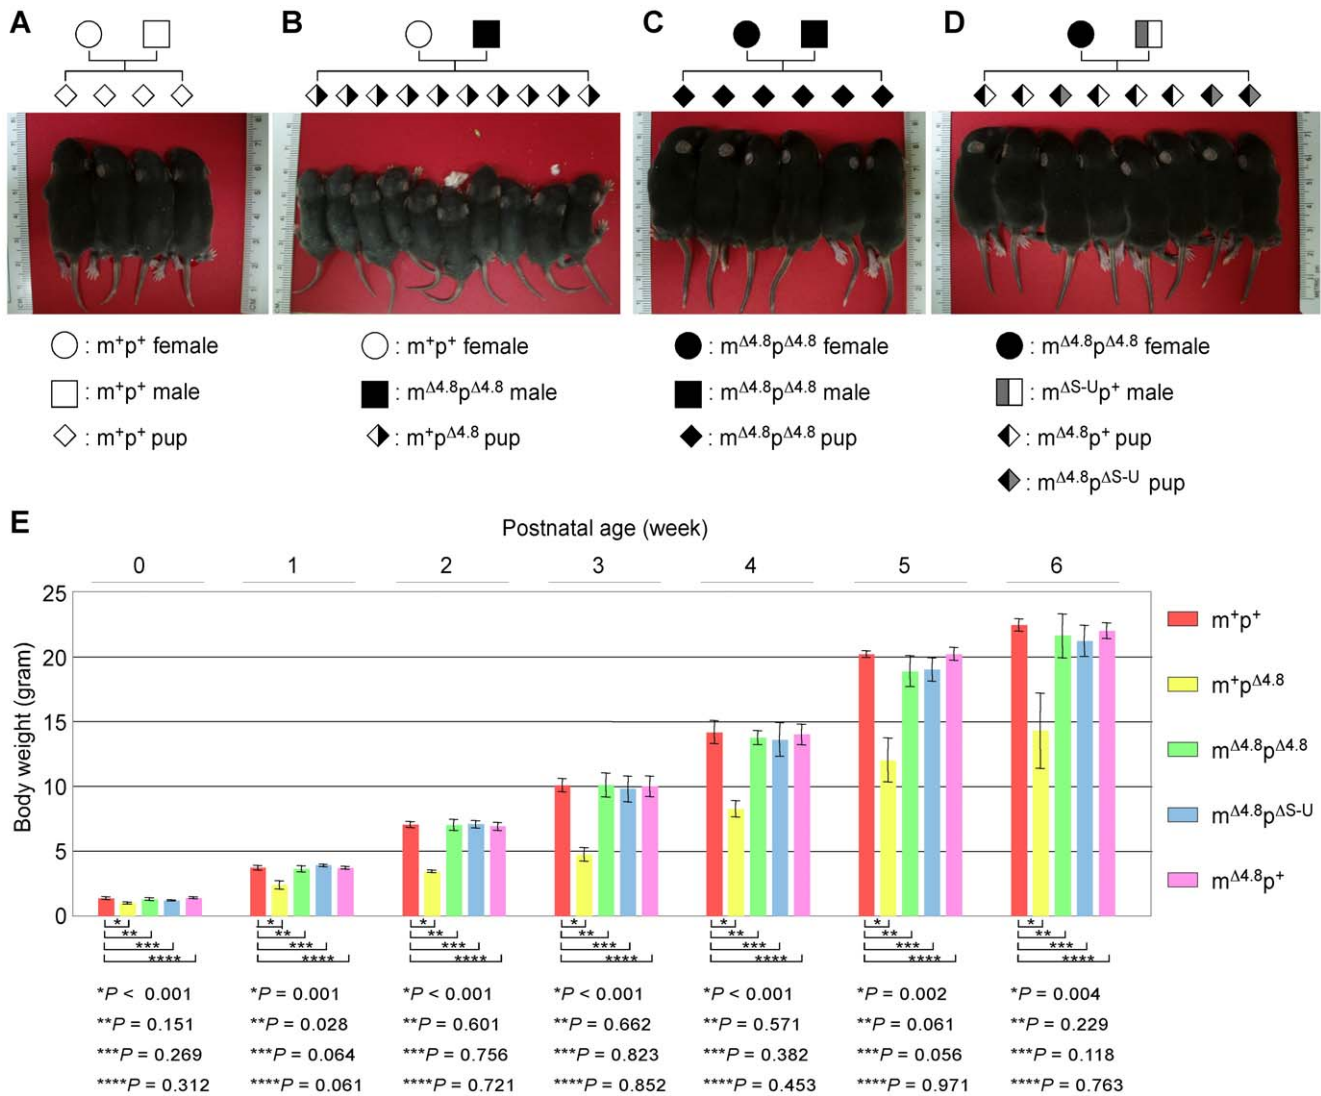 A B C D
: m⁺p⁺ female
: m⁺p⁺ male
: m⁺p⁺ pup
: m⁺p⁺ female
: mΔ4.8pΔ4.8 male
: m⁺pΔ4.8 pup
: mΔ4.8pΔ4.8 female
: mΔ4.8pΔ4.8 male
: mΔ4.8pΔ4.8 pup
: mΔ4.8pΔ4.8 female
: mΔS-Up⁺ male
: mΔ4.8p⁺ pup
: mΔ4.8pΔS-U pup
E
Postnatal age (week)
0 1 2 3 4 5 6
Body weight (gram)
25
20
15
10
5
0
m⁺p⁺
m⁺pΔ4.8
mΔ4.8pΔ4.8
mΔ4.8pΔS-U
mΔ4.8p⁺
* * * * * * *
** ** ** ** ** ** **
*** *** *** *** *** *** ***
**** **** **** **** **** **** ****
*P < 0.001 *P = 0.001 *P < 0.001 *P < 0.001 *P < 0.001 *P = 0.002 *P = 0.004
**P = 0.151 **P = 0.028 **P = 0.601 **P = 0.662 **P = 0.571 **P = 0.061 **P = 0.229
***P = 0.269 ***P = 0.064 ***P = 0.756 ***P = 0.823 ***P = 0.382 ***P = 0.056 ***P = 0.118
****P = 0.312 ****P = 0.061 ****P = 0.721 ****P = 0.852 ****P = 0.453 ****P = 0.971 ****P = 0.763